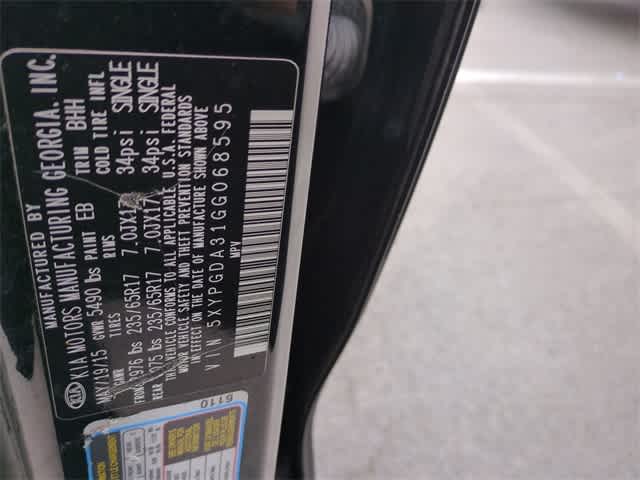 MANUFACTURED BY
KIA MOTORS MANUFACTURING GEORGIA, INC.
MAY/19/15 GVWR 5490 lbs PAINT EB TRIM BHH
GAWR TIRES RIMS COLD TIRE INFL
FRONT 2976 lbs 235/65R17 7.0JX17 34psi SINGLE
REAR 2975 lbs 235/65R17 7.0JX17 34psi SINGLE
THIS VEHICLE CONFORMS TO ALL APPLICABLE U.S.A. FEDERAL
MOTOR VEHICLE SAFETY AND THEFT PREVENTION STANDARDS
IN EFFECT ON THE DATE OF MANUFACTURE SHOWN ABOVE
VIN 5XYPGDA31GG068595
MPV
6110